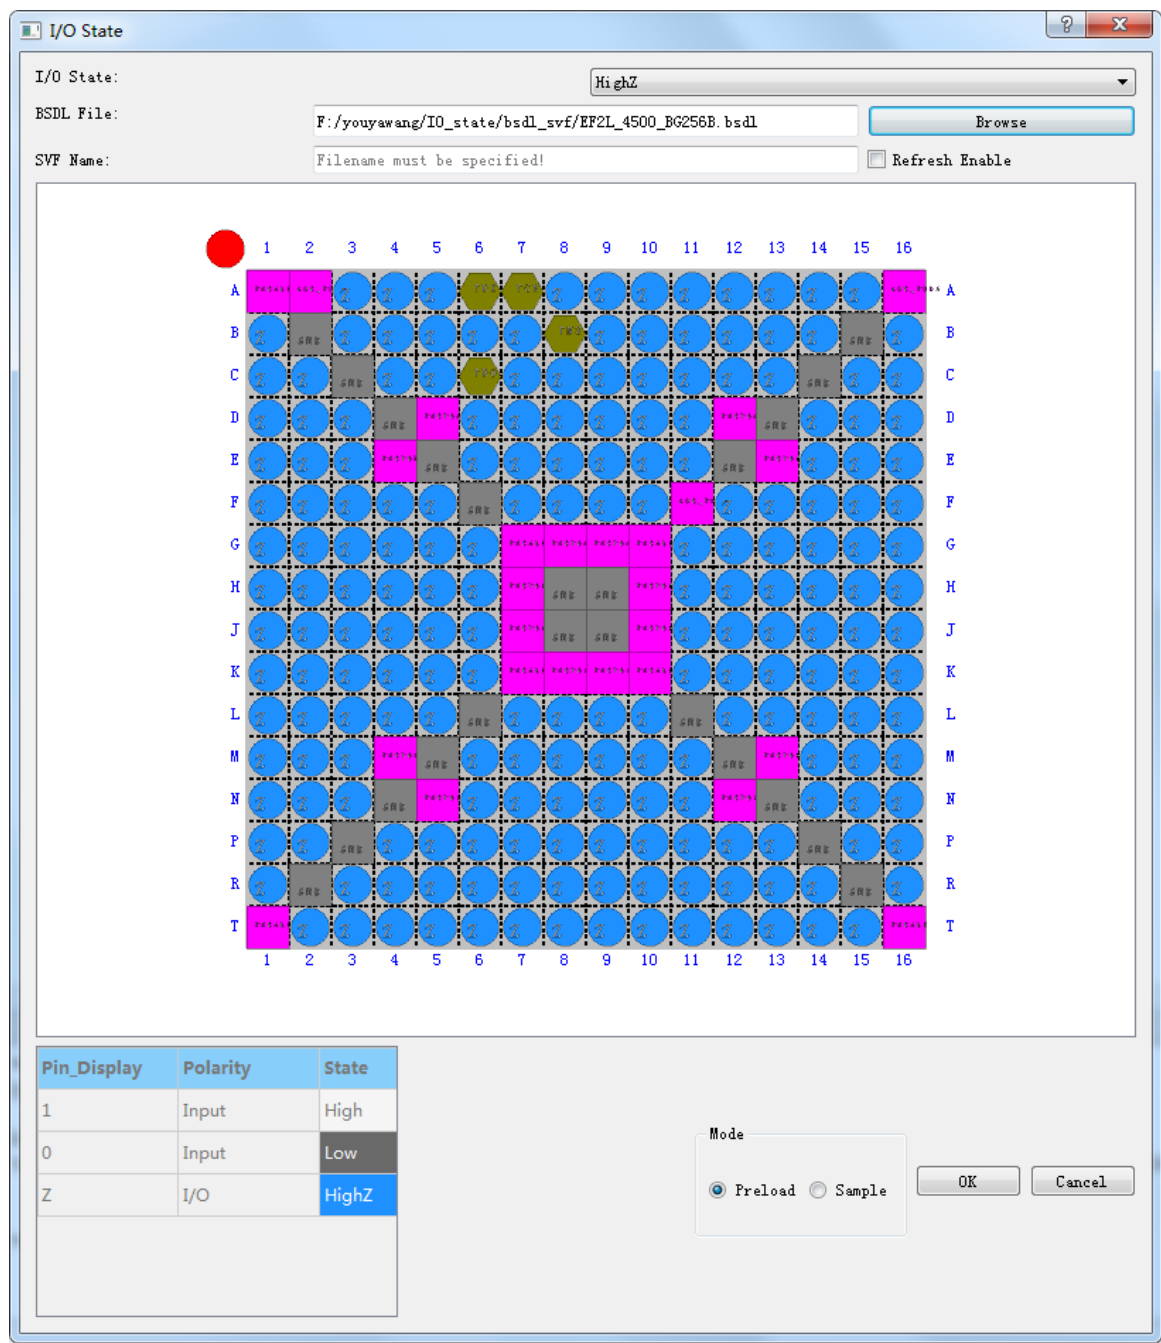 I/O State
I/O State:
HighZ
BSDL File:
F:/youyawang/IO_state/bsdl_svf/EF2L_4500_BG256B.bsdl
Browse
SVF Name:
Filename must be specified!
Refresh Enable
1 2 3 4 5 6 7 8 9 10 11 12 13 14 15 16
A Z Z Z Z Z Z Z Z Z Z Z A
B Z Z Z Z Z Z Z Z Z Z Z Z Z B
C Z Z Z Z Z Z Z Z Z Z Z Z Z C
D Z Z Z Z Z Z Z Z Z Z Z Z D
E Z Z Z Z Z Z Z Z Z Z Z Z E
F Z Z Z Z Z Z Z Z Z Z Z Z Z Z F
G Z Z Z Z Z Z Z Z Z Z Z Z G
H Z Z Z Z Z Z Z Z Z Z Z Z H
J Z Z Z Z Z Z Z Z Z Z Z Z J
K Z Z Z Z Z Z Z Z Z Z Z Z K
L Z Z Z Z Z Z Z Z Z Z Z Z Z Z L
M Z Z Z Z Z Z Z Z Z Z Z Z M
N Z Z Z Z Z Z Z Z Z Z Z Z N
P Z Z Z Z Z Z Z Z Z Z Z Z Z Z P
R Z Z Z Z Z Z Z Z Z Z Z Z Z Z R
T Z Z Z Z Z Z Z Z Z Z Z Z Z Z T
1 2 3 4 5 6 7 8 9 10 11 12 13 14 15 16
Pin_Display Polarity State
1 Input High
0 Input Low
Z I/O HighZ
Mode
Preload Sample
OK Cancel